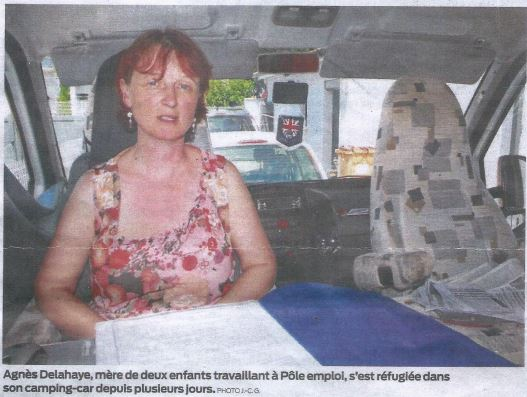 Agnès Delahaye, mère de deux enfants travaillant à Pôle emploi, s'est réfugiée dans
son camping-car depuis plusieurs jours. PHOTO J.-C. G.